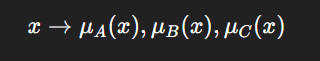 x → μ_A(x), μ_B(x), μ_C(x)